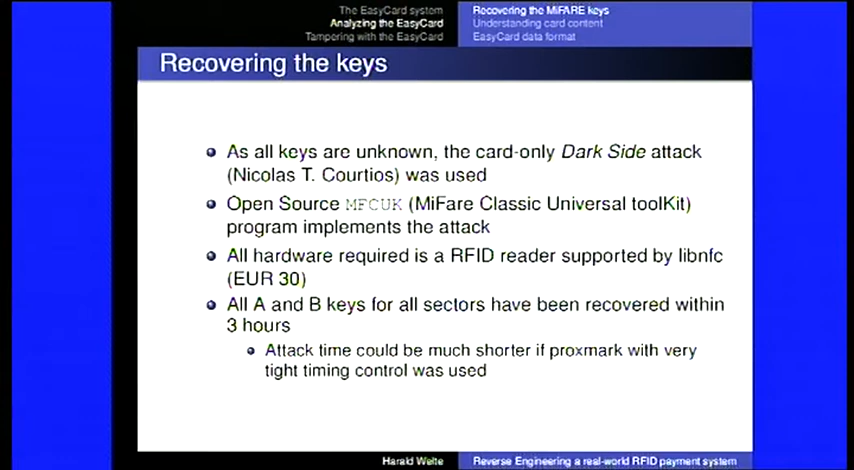 The EasyCard system
Analyzing the EasyCard
Tampering with the EasyCard
Recovering the MiFARE keys
Understanding card content
EasyCard data format
Recovering the keys
As all keys are unknown, the card-only Dark Side attack
(Nicolas T. Courtios) was used
Open Source MFCUK (MiFare Classic Universal toolKit)
program implements the attack
All hardware required is a RFID reader supported by libnfc
(EUR 30)
All A and B keys for all sectors have been recovered within
3 hours
Attack time could be much shorter if proxmark with very
tight timing control was used
Harald Welte
Reverse Engineering a real-world RFID payment system